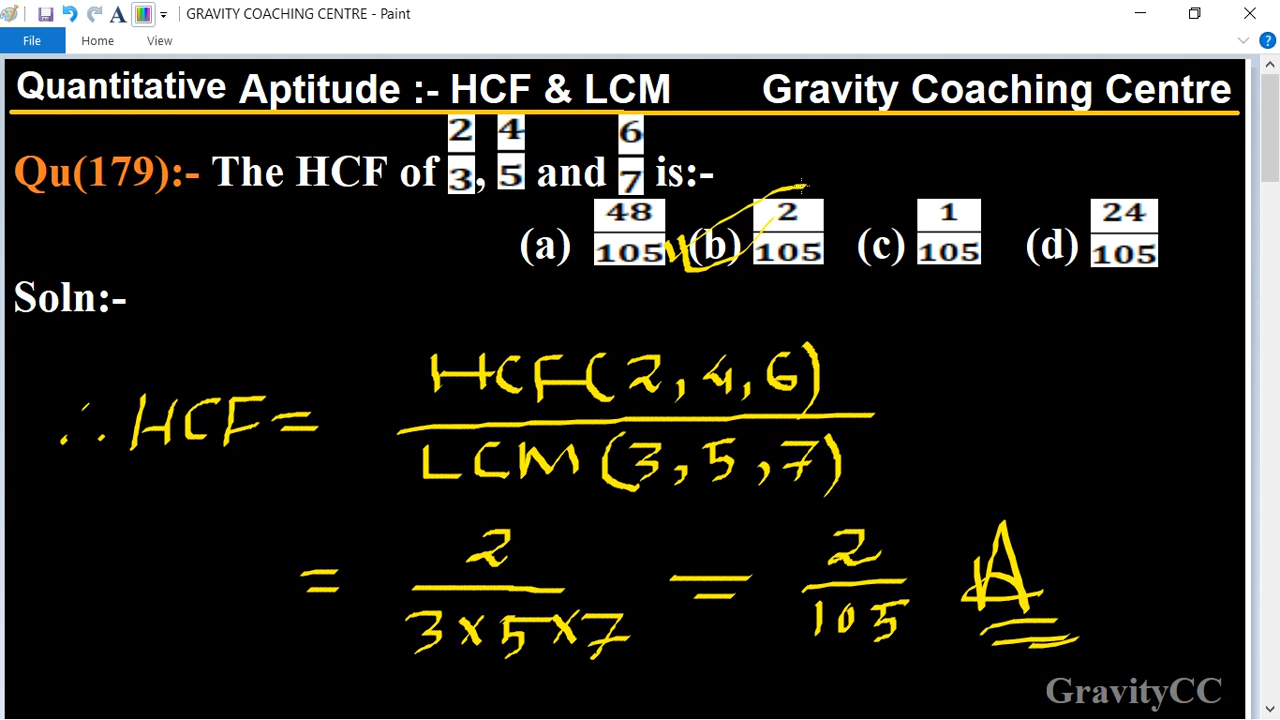 GRAVITY COACHING CENTRE - Paint
File Home View
Quantitative Aptitude :- HCF & LCM Gravity Coaching Centre
Qu(179):- The HCF of 2/3, 4/5 and 6/7 is:-
(a) 48/105 (b) 2/105 (c) 1/105 (d) 24/105
Soln:-
∴ HCF = HCF(2,4,6) / LCM(3,5,7)
= 2 / 3×5×7 = 2/105 A
GravityCC